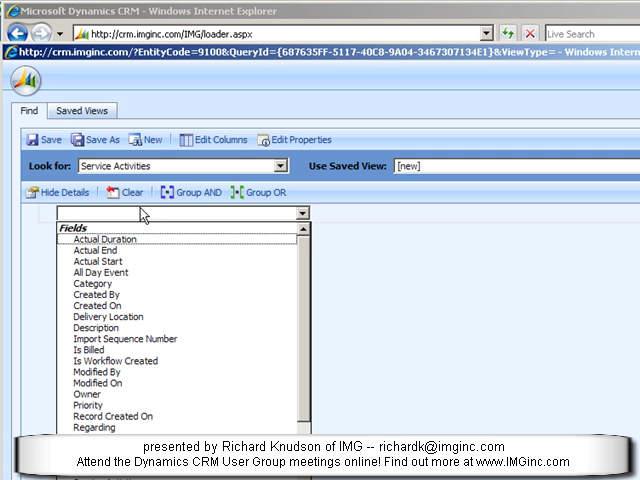 Microsoft Dynamics CRM - Windows Internet Explorer
http://crm.imginc.com/IMG/loader.aspx
Live Search
http://crm.imginc.com/?EntityCode=9100&QueryId={687635FF-5117-40C8-9A04-3467307134E1}&ViewType= - Windows Intern
Find
Saved Views
Save
Save As
New
Edit Columns
Edit Properties
Look for:
Service Activities
Use Saved View:
[new]
Hide Details
Clear
Group AND
Group OR
Fields
Actual Duration
Actual End
Actual Start
All Day Event
Category
Created By
Created On
Delivery Location
Description
Import Sequence Number
Is Billed
Is Workflow Created
Modified By
Modified On
Owner
Priority
Record Created On
Regarding
presented by Richard Knudson of IMG -- richardk@imginc.com
Attend the Dynamics CRM User Group meetings online! Find out more at www.IMGinc.com